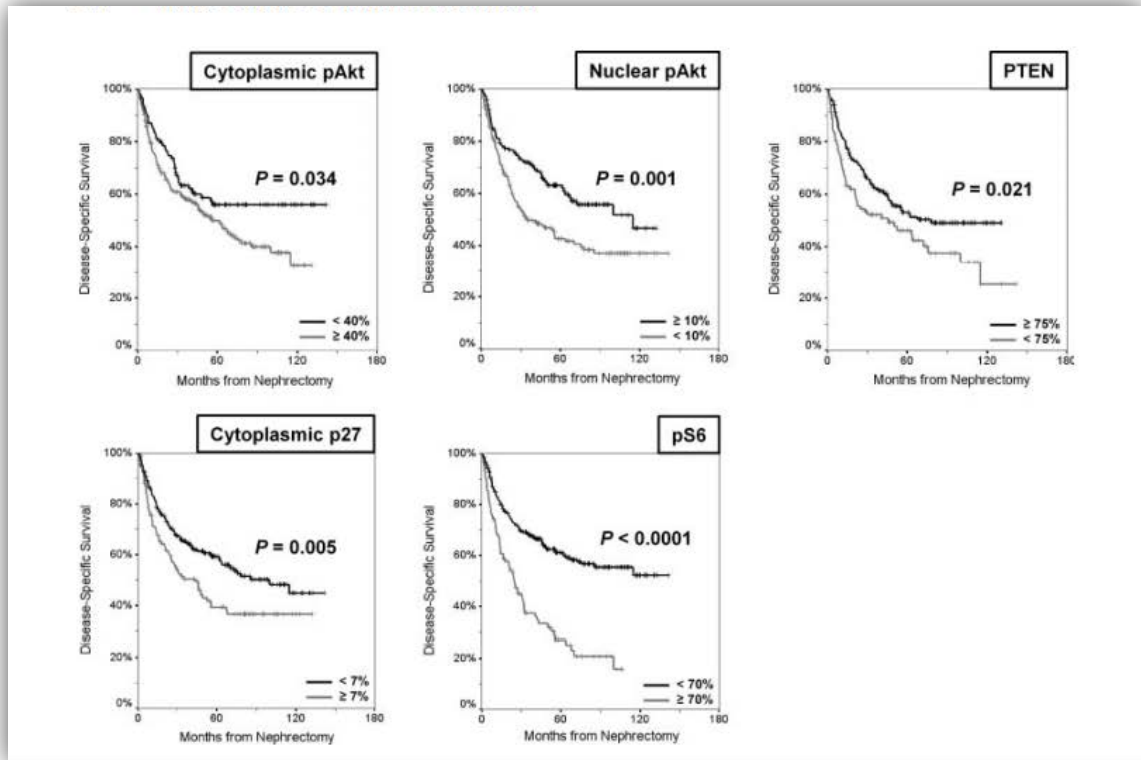 Cytoplasmic pAkt
100%
80%
60%
40%
20%
0%
Disease-Specific Survival
P = 0.034
< 40%
≥ 40%
0 60 120 180
Months from Nephrectomy
Nuclear pAkt
100%
80%
60%
40%
20%
0%
Disease-Specific Survival
P = 0.001
≥ 10%
< 10%
0 60 120 180
Months from Nephrectomy
PTEN
100%
80%
60%
40%
20%
0%
Disease-Specific Survival
P = 0.021
≥ 75%
< 75%
0 60 120 180
Months from Nephrectomy
Cytoplasmic p27
100%
80%
60%
40%
20%
0%
Disease-Specific Survival
P = 0.005
< 7%
≥ 7%
0 60 120 180
Months from Nephrectomy
pS6
100%
80%
60%
40%
20%
0%
Disease-Specific Survival
P < 0.0001
< 70%
≥ 70%
0 60 120 180
Months from Nephrectomy